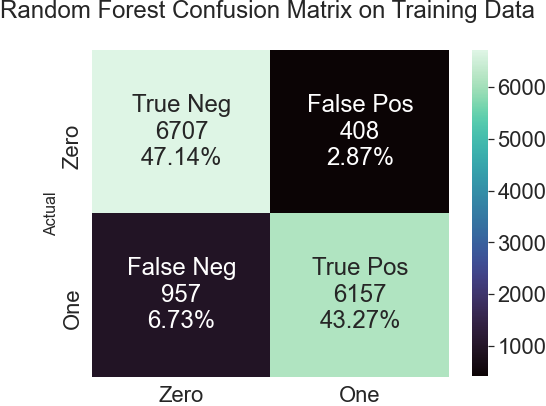 Random Forest Confusion Matrix on Training Data
True Neg
6707
47.14%
False Pos
408
2.87%
False Neg
957
6.73%
True Pos
6157
43.27%
Zero
One
Actual
Zero
One
6000
5000
4000
3000
2000
1000